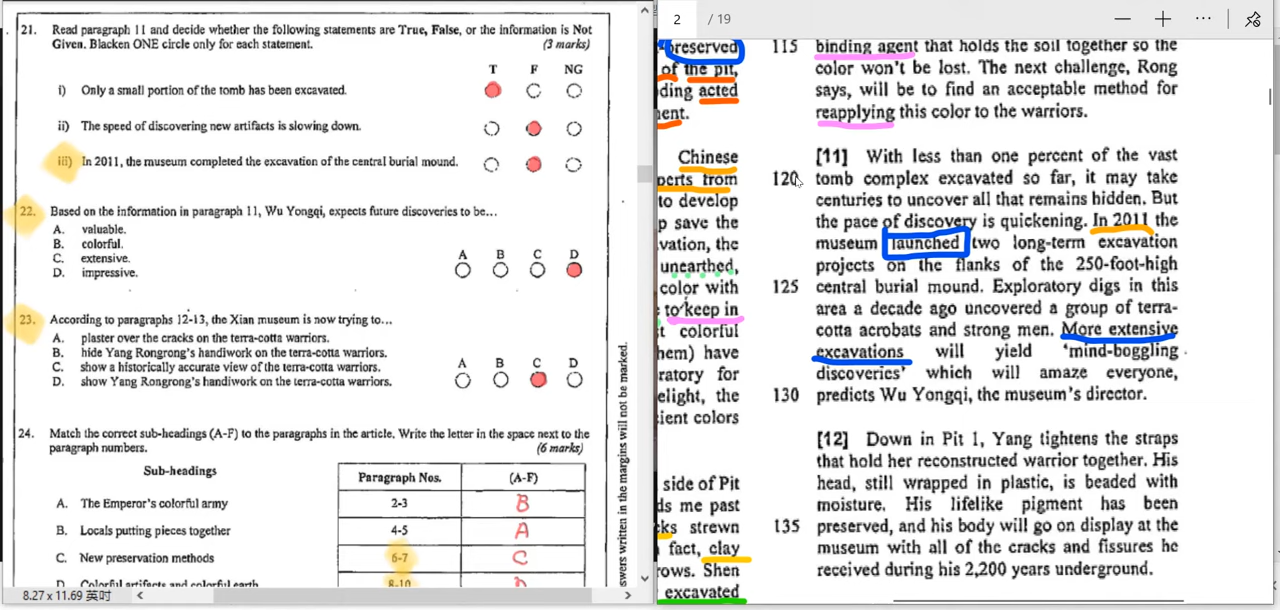 21. Read paragraph 11 and decide whether the following statements are True, False, or the information is Not
Given. Blacken ONE circle only for each statement. (3 marks)
T F NG
i) Only a small portion of the tomb has been excavated.
ii) The speed of discovering new artifacts is slowing down.
iii) In 2011, the museum completed the excavation of the central burial mound.
22. Based on the information in paragraph 11, Wu Yongqi, expects future discoveries to be...
A. valuable.
B. colorful.
C. extensive.
D. impressive.
A B C D
23. According to paragraphs 12-13, the Xian museum is now trying to...
A. plaster over the cracks on the terra-cotta warriors.
B. hide Yang Rongrong's handiwork on the terra-cotta warriors.
C. show a historically accurate view of the terra-cotta warriors.
D. show Yang Rongrong's handiwork on the terra-cotta warriors.
A B C D
24. Match the correct sub-headings (A-F) to the paragraphs in the article. Write the letter in the space next to the
paragraph numbers. (6 marks)
Sub-headings
A. The Emperor's colorful army
B. Locals putting pieces together
C. New preservation methods
D. Colorful artifacts and colorful earth
Paragraph Nos. (A-F)
2-3 B
4-5 A
6-7 C
8-10 D
swers written in the margins will not be marked.
8.27 x 11.69 英吋
2 / 19
preserved
of the pit,
ding acted
nent.
Chinese
perts from
to develop
p save the
vation, the
unearthed,
color with
to keep in
t colorful
hem) have
ratory for
elight, the
cient colors
side of Pit
ds me past
cks strewn
fact, clay
rows. Shen
excavated
115 binding agent that holds the soil together so the
color won't be lost. The next challenge, Rong
says, will be to find an acceptable method for
reapplying this color to the warriors.
[11] With less than one percent of the vast
120 tomb complex excavated so far, it may take
centuries to uncover all that remains hidden. But
the pace of discovery is quickening. In 2011 the
museum launched two long-term excavation
projects on the flanks of the 250-foot-high
125 central burial mound. Exploratory digs in this
area a decade ago uncovered a group of terra-
cotta acrobats and strong men. More extensive
excavations will yield 'mind-boggling
discoveries' which will amaze everyone,
130 predicts Wu Yongqi, the museum's director.
[12] Down in Pit 1, Yang tightens the straps
that hold her reconstructed warrior together. His
head, still wrapped in plastic, is beaded with
moisture. His lifelike pigment has been
135 preserved, and his body will go on display at the
museum with all of the cracks and fissures he
received during his 2,200 years underground.